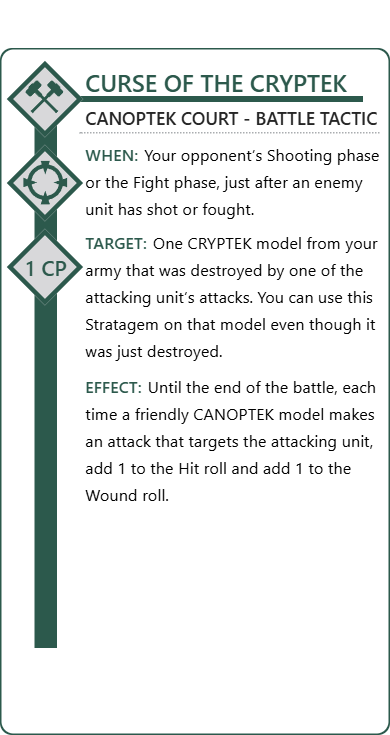 CURSE OF THE CRYPTEK
CANOPTEK COURT - BATTLE TACTIC
WHEN: Your opponent's Shooting phase
or the Fight phase, just after an enemy
unit has shot or fought.
TARGET: One CRYPTEK model from your
army that was destroyed by one of the
attacking unit's attacks. You can use this
Stratagem on that model even though it
was just destroyed.
1 CP
EFFECT: Until the end of the battle, each
time a friendly CANOPTEK model makes
an attack that targets the attacking unit,
add 1 to the Hit roll and add 1 to the
Wound roll.